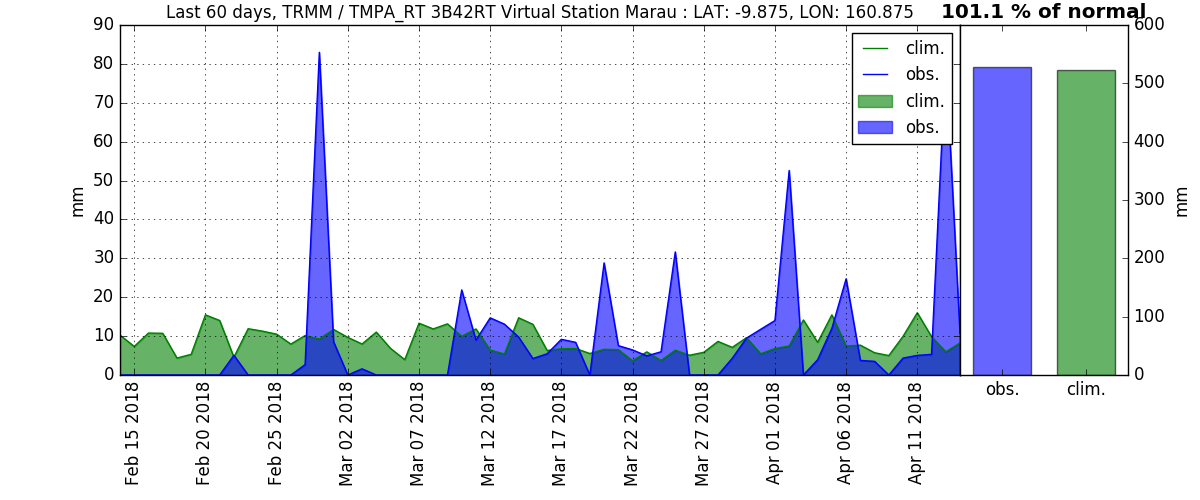 Last 60 days, TRMM / TMPA_RT 3B42RT Virtual Station Marau : LAT: -9.875, LON: 160.875
101.1 % of normal
90
80
70
60
50
40
30
20
10
0
mm
clim.
obs.
clim.
obs.
600
500
400
300
200
100
0
mm
Feb 15 2018
Feb 20 2018
Feb 25 2018
Mar 02 2018
Mar 07 2018
Mar 12 2018
Mar 17 2018
Mar 22 2018
Mar 27 2018
Apr 01 2018
Apr 06 2018
Apr 11 2018
obs.
clim.